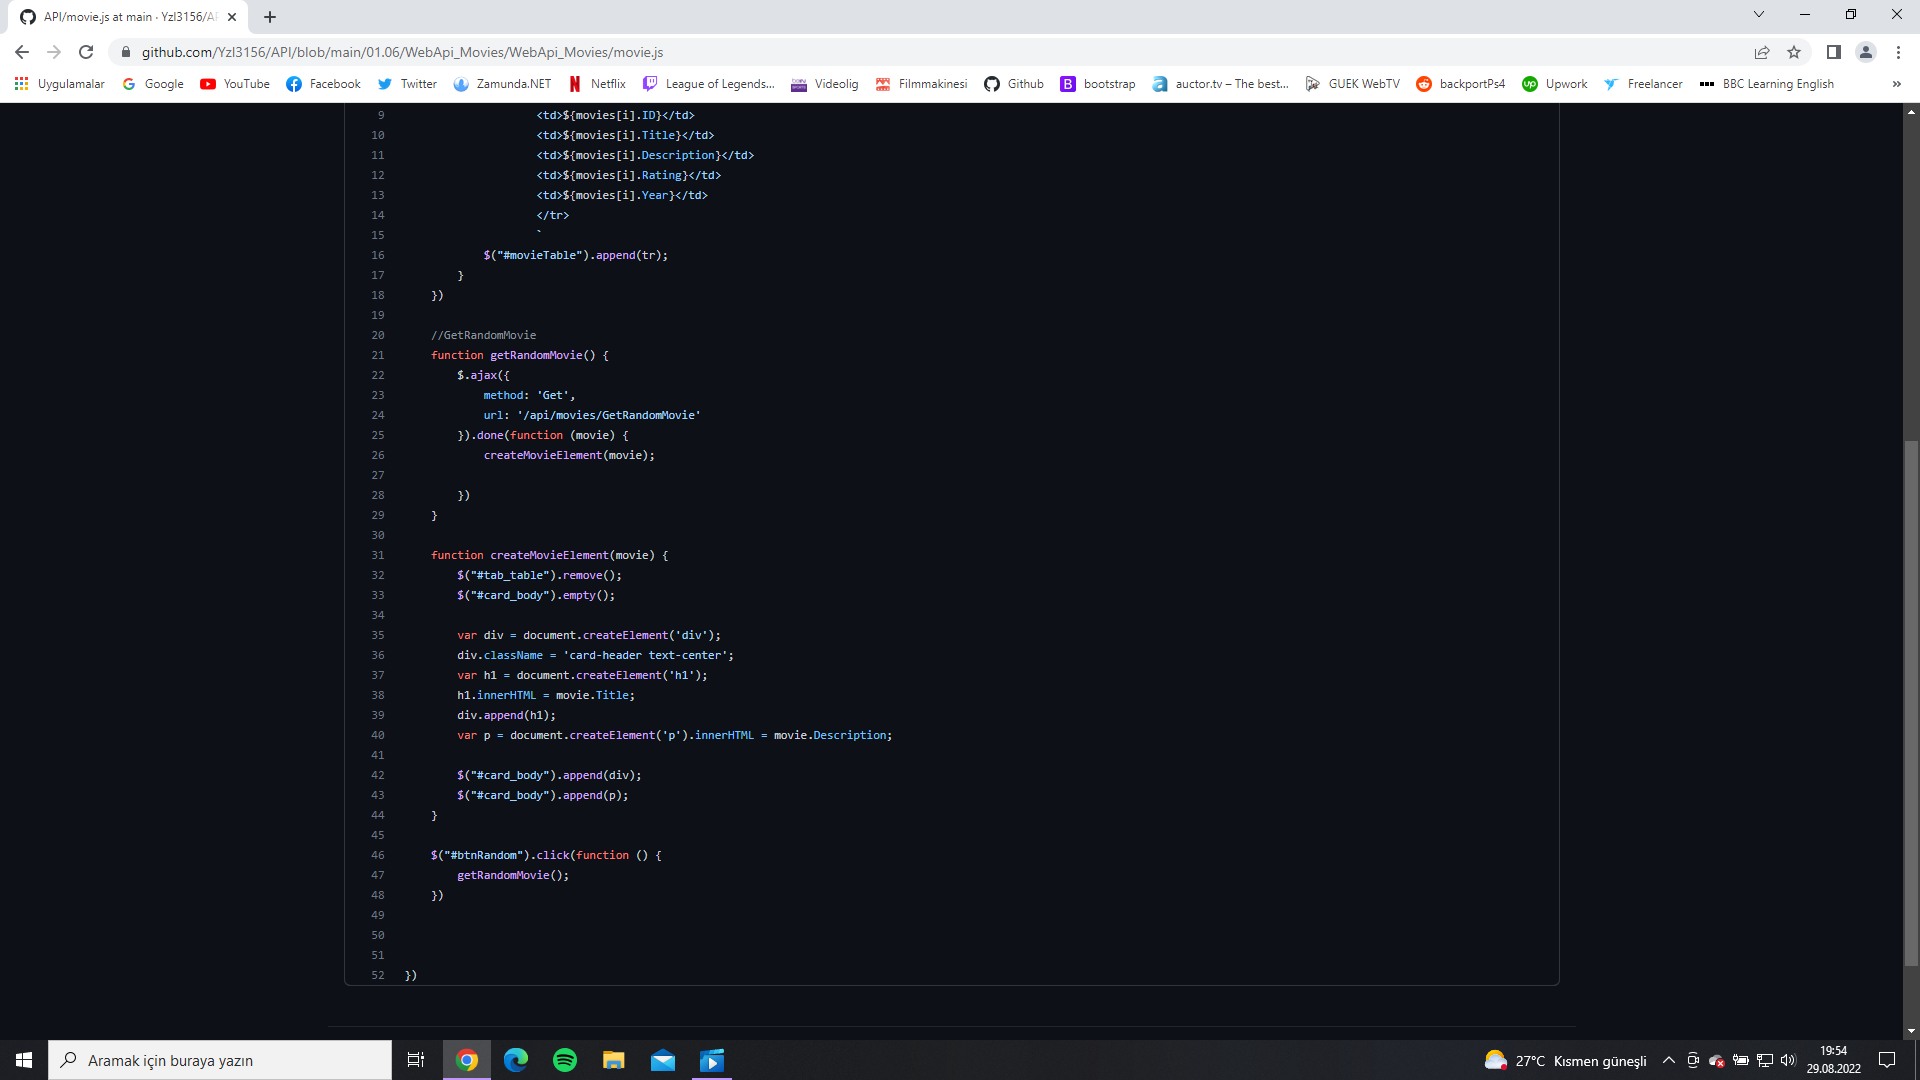 API/movie.js at main · Yzl3156/AP
github.com/Yzl3156/API/blob/main/01.06/WebApi_Movies/WebApi_Movies/movie.js
Uygulamalar Google YouTube Facebook Twitter Zamunda.NET Netflix League of Legends... Videolig Filmmakinesi Github bootstrap auctor.tv – The best... GUEK WebTV backportPs4 Upwork Freelancer BBC Learning English »
9 <td>${movies[i].ID}</td>
10 <td>${movies[i].Title}</td>
11 <td>${movies[i].Description}</td>
12 <td>${movies[i].Rating}</td>
13 <td>${movies[i].Year}</td>
14 </tr>
15 `
16 $("#movieTable").append(tr);
17 }
18 })
19
20 //GetRandomMovie
21 function getRandomMovie() {
22 $.ajax({
23 method: 'Get',
24 url: '/api/movies/GetRandomMovie'
25 }).done(function (movie) {
26 createMovieElement(movie);
27
28 })
29 }
30
31 function createMovieElement(movie) {
32 $("#tab_table").remove();
33 $("#card_body").empty();
34
35 var div = document.createElement('div');
36 div.className = 'card-header text-center';
37 var h1 = document.createElement('h1');
38 h1.innerHTML = movie.Title;
39 div.append(h1);
40 var p = document.createElement('p').innerHTML = movie.Description;
41
42 $("#card_body").append(div);
43 $("#card_body").append(p);
44 }
45
46 $("#btnRandom").click(function () {
47 getRandomMovie();
48 })
49
50
51
52 })
Aramak için buraya yazın
27°C Kısmen güneşli
19:54
29.08.2022